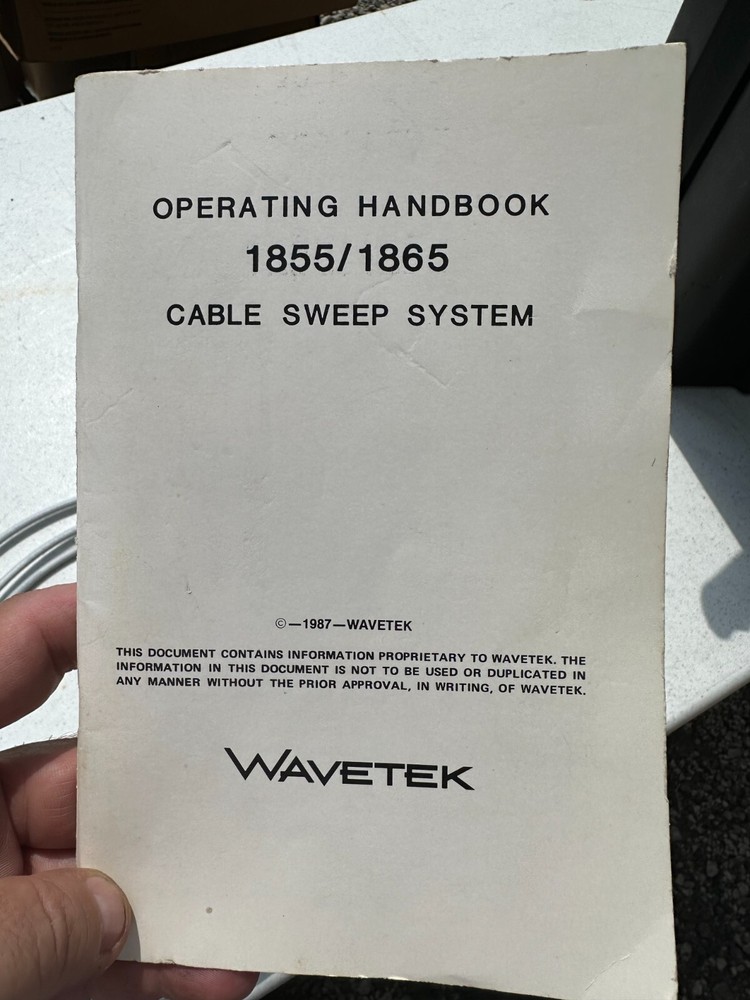 OPERATING HANDBOOK
1855/1865
CABLE SWEEP SYSTEM
©—1987—WAVETEK
THIS DOCUMENT CONTAINS INFORMATION PROPRIETARY TO WAVETEK. THE
INFORMATION IN THIS DOCUMENT IS NOT TO BE USED OR DUPLICATED IN
ANY MANNER WITHOUT THE PRIOR APPROVAL, IN WRITING, OF WAVETEK.
WAVETEK